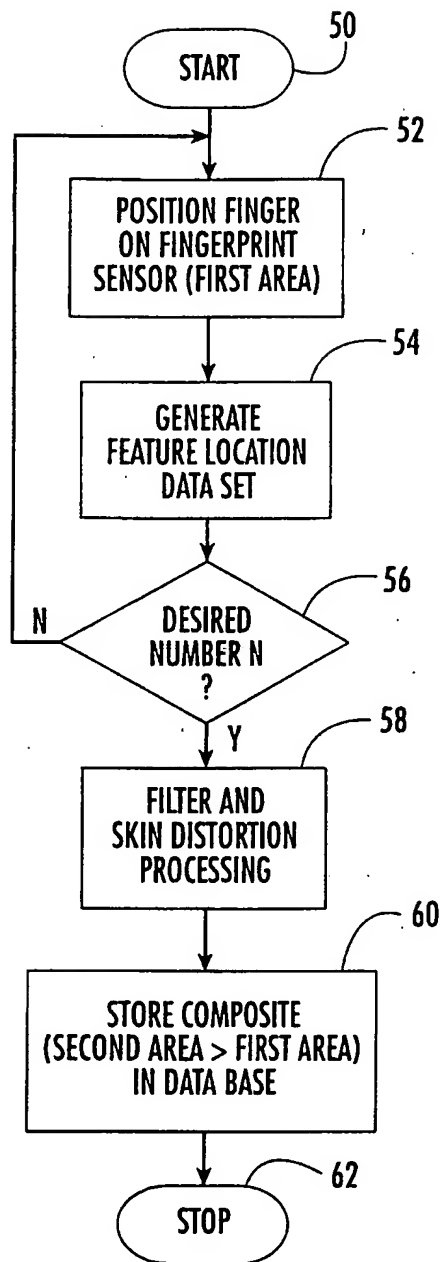 START
50
52
POSITION FINGER
ON FINGERPRINT
SENSOR (FIRST AREA)
54
GENERATE
FEATURE LOCATION
DATA SET
56
N
DESIRED
NUMBER N
?
Y
58
FILTER AND
SKIN DISTORTION
PROCESSING
60
STORE COMPOSITE
(SECOND AREA > FIRST AREA)
IN DATA BASE
62
STOP